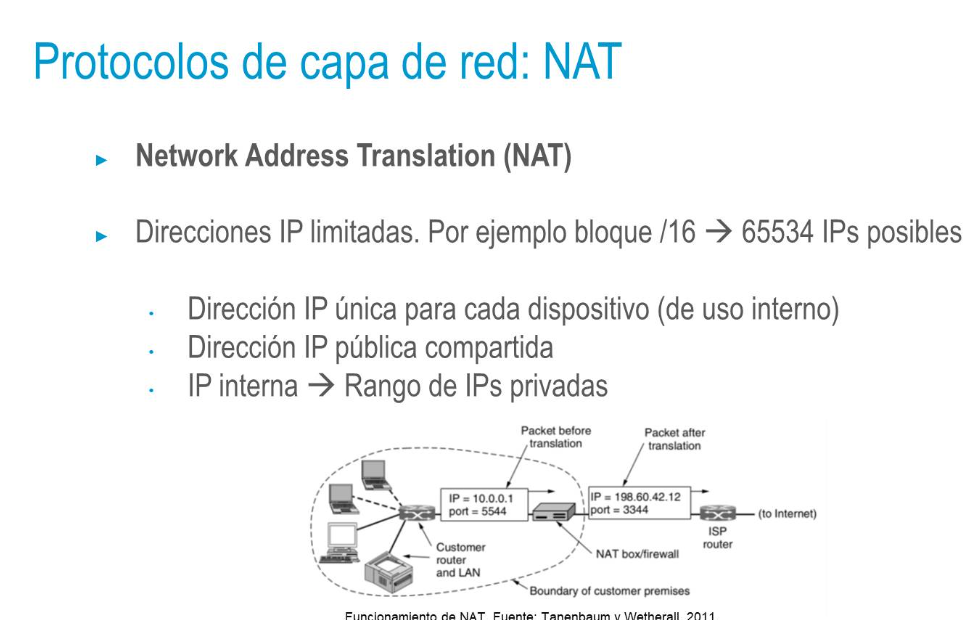 Protocolos de capa de red: NAT
► Network Address Translation (NAT)
► Direcciones IP limitadas. Por ejemplo bloque /16 → 65534 IPs posibles
• Dirección IP única para cada dispositivo (de uso interno)
• Dirección IP pública compartida
• IP interna → Rango de IPs privadas
Packet before
translation
Packet after
translation
IP = 10.0.0.1
port = 5544
IP = 198.60.42.12
port = 3344
(to Internet)
ISP
router
Customer
router
and LAN
NAT box/firewall
Boundary of customer premises
Funcionamiento de NAT. Fuente: Tanenbaum y Wetherall, 2011